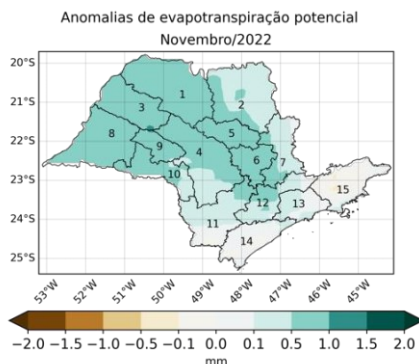 Anomalias de evapotranspiração potencial
Novembro/2022
20°S
21°S
22°S
23°S
24°S
25°S
1
2
3
8
5
9
4
6
7
10
15
12
13
11
14
53°W 52°W 51°W 50°W 49°W 48°W 47°W 46°W 45°W
−2.0 −1.5 −1.0 −0.5 −0.1 0.0 0.1 0.5 1.0 1.5 2.0
mm